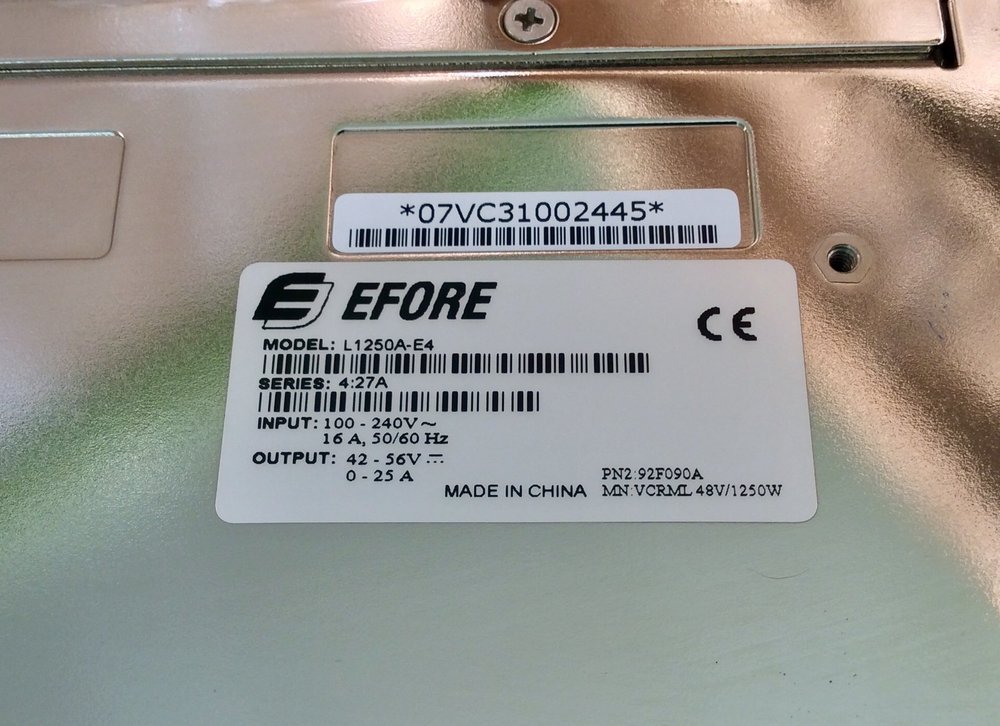 *07VC31002445*
EFORE
CE
MODEL: L1250A-E4
SERIES: 4:27A
INPUT: 100 - 240V ~
16 A, 50/60 Hz
OUTPUT: 42 - 56V ⎓
0 - 25 A
PN2:92F090A
MADE IN CHINA MN:VCRML 48V/1250W